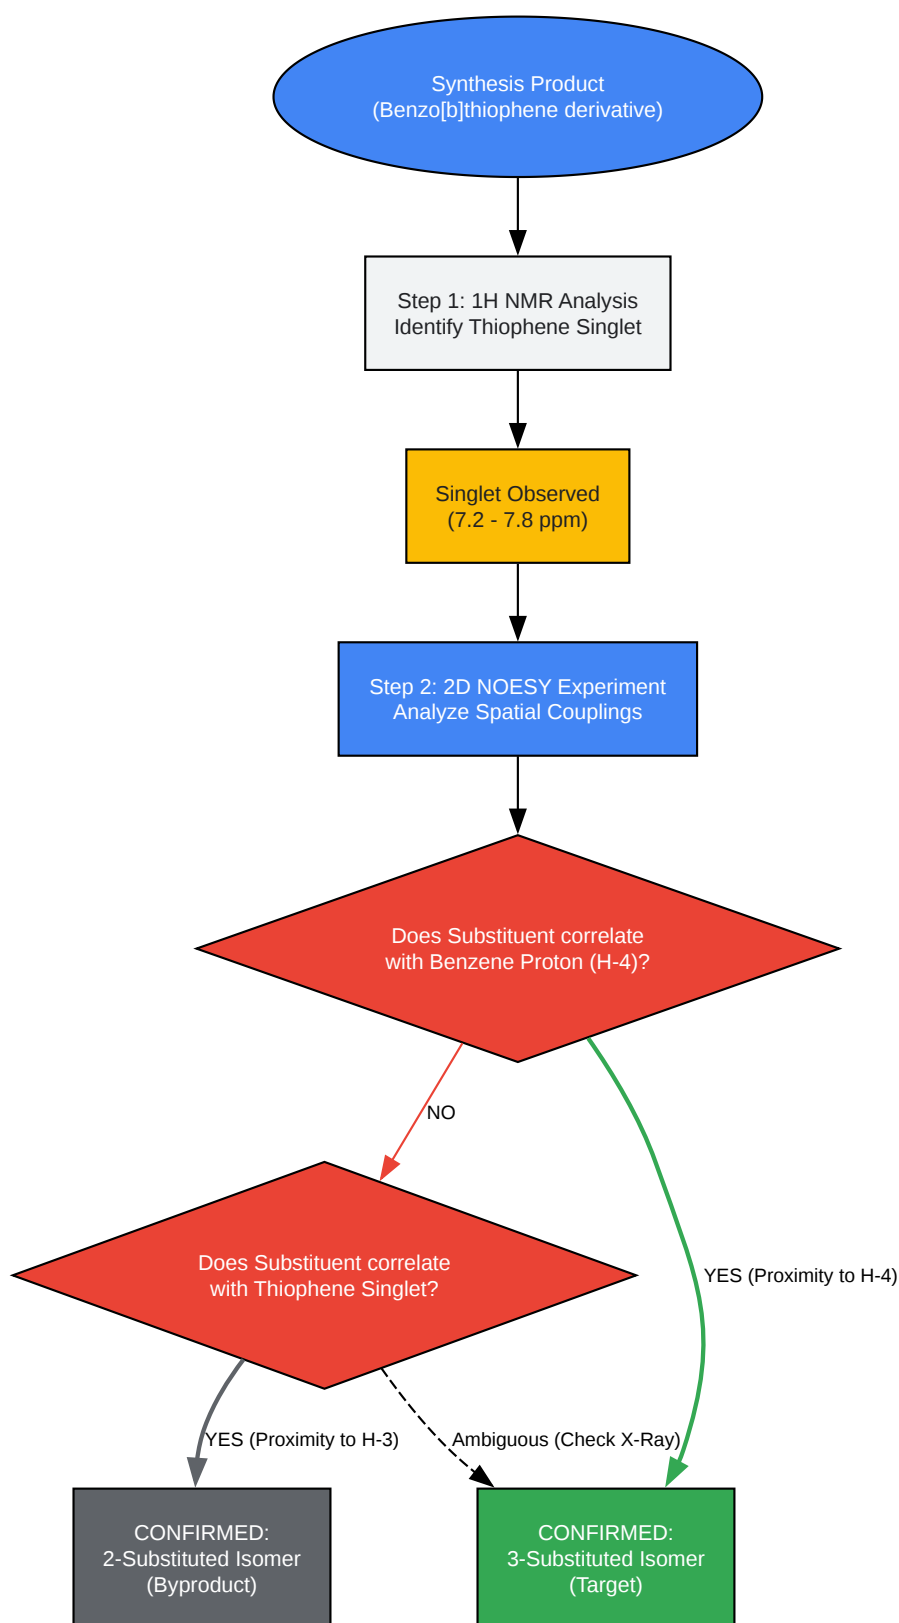 Synthesis Product
(Benzo[b]thiophene derivative)
Step 1: 1H NMR Analysis
Identify Thiophene Singlet
Singlet Observed
(7.2 - 7.8 ppm)
Step 2: 2D NOESY Experiment
Analyze Spatial Couplings
Does Substituent correlate
with Benzene Proton (H-4)?
NO
Does Substituent correlate
with Thiophene Singlet?
YES (Proximity to H-4)
YES (Proximity to H-3)
Ambiguous (Check X-Ray)
CONFIRMED:
2-Substituted Isomer
(Byproduct)
CONFIRMED:
3-Substituted Isomer
(Target)